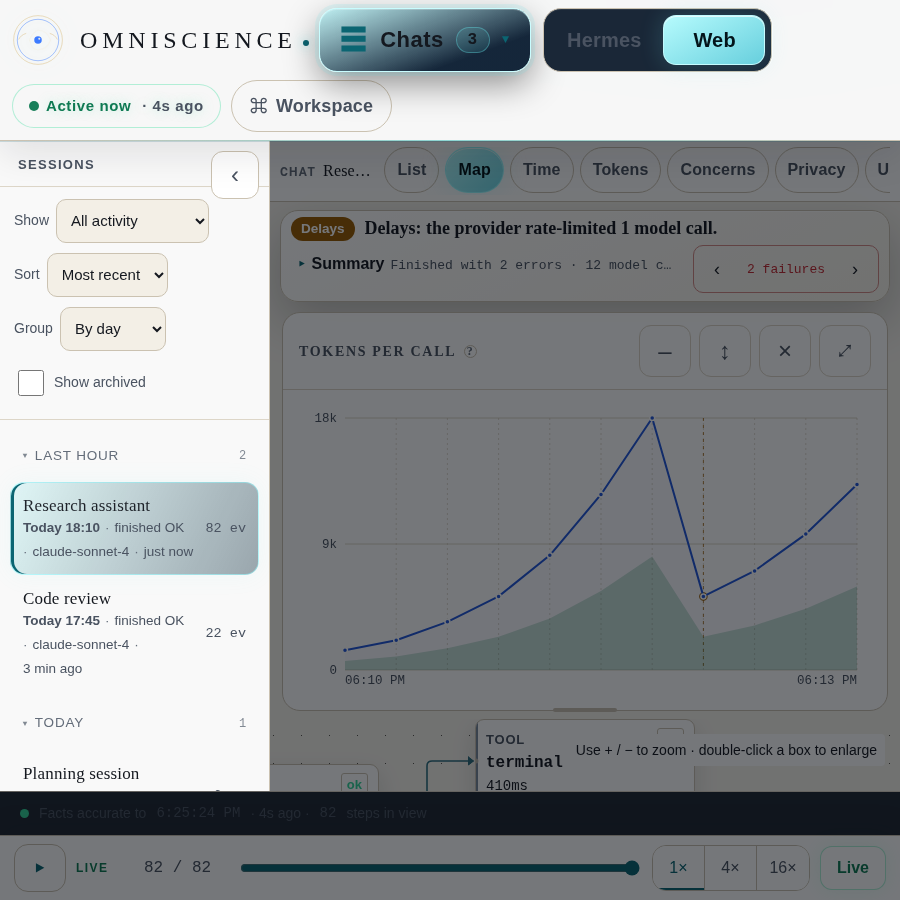 OMNISCIENCE
Chats 3 ▾
Hermes Web
Active now · 4s ago
⌘ Workspace
SESSIONS
‹
Show All activity
Sort Most recent
Group By day
Show archived
▾ LAST HOUR 2
Research assistant
Today 18:10 · finished OK 82 ev
· claude-sonnet-4 · just now
Code review
Today 17:45 · finished OK 22 ev
· claude-sonnet-4 ·
3 min ago
▾ TODAY 1
Planning session
CHAT Rese… List Map Time Tokens Concerns Privacy U
Delays Delays: the provider rate-limited 1 model call.
▸ Summary Finished with 2 errors · 12 model c…
‹ 2 failures ›
TOKENS PER CALL ?
18k
9k
0
06:10 PM 06:13 PM
TOOL
terminal
410ms
ok
Use + / − to zoom · double-click a box to enlarge
Facts accurate to 6:25:24 PM · 4s ago · 82 steps in view
▸ LIVE 82 / 82 1× 4× 16× Live